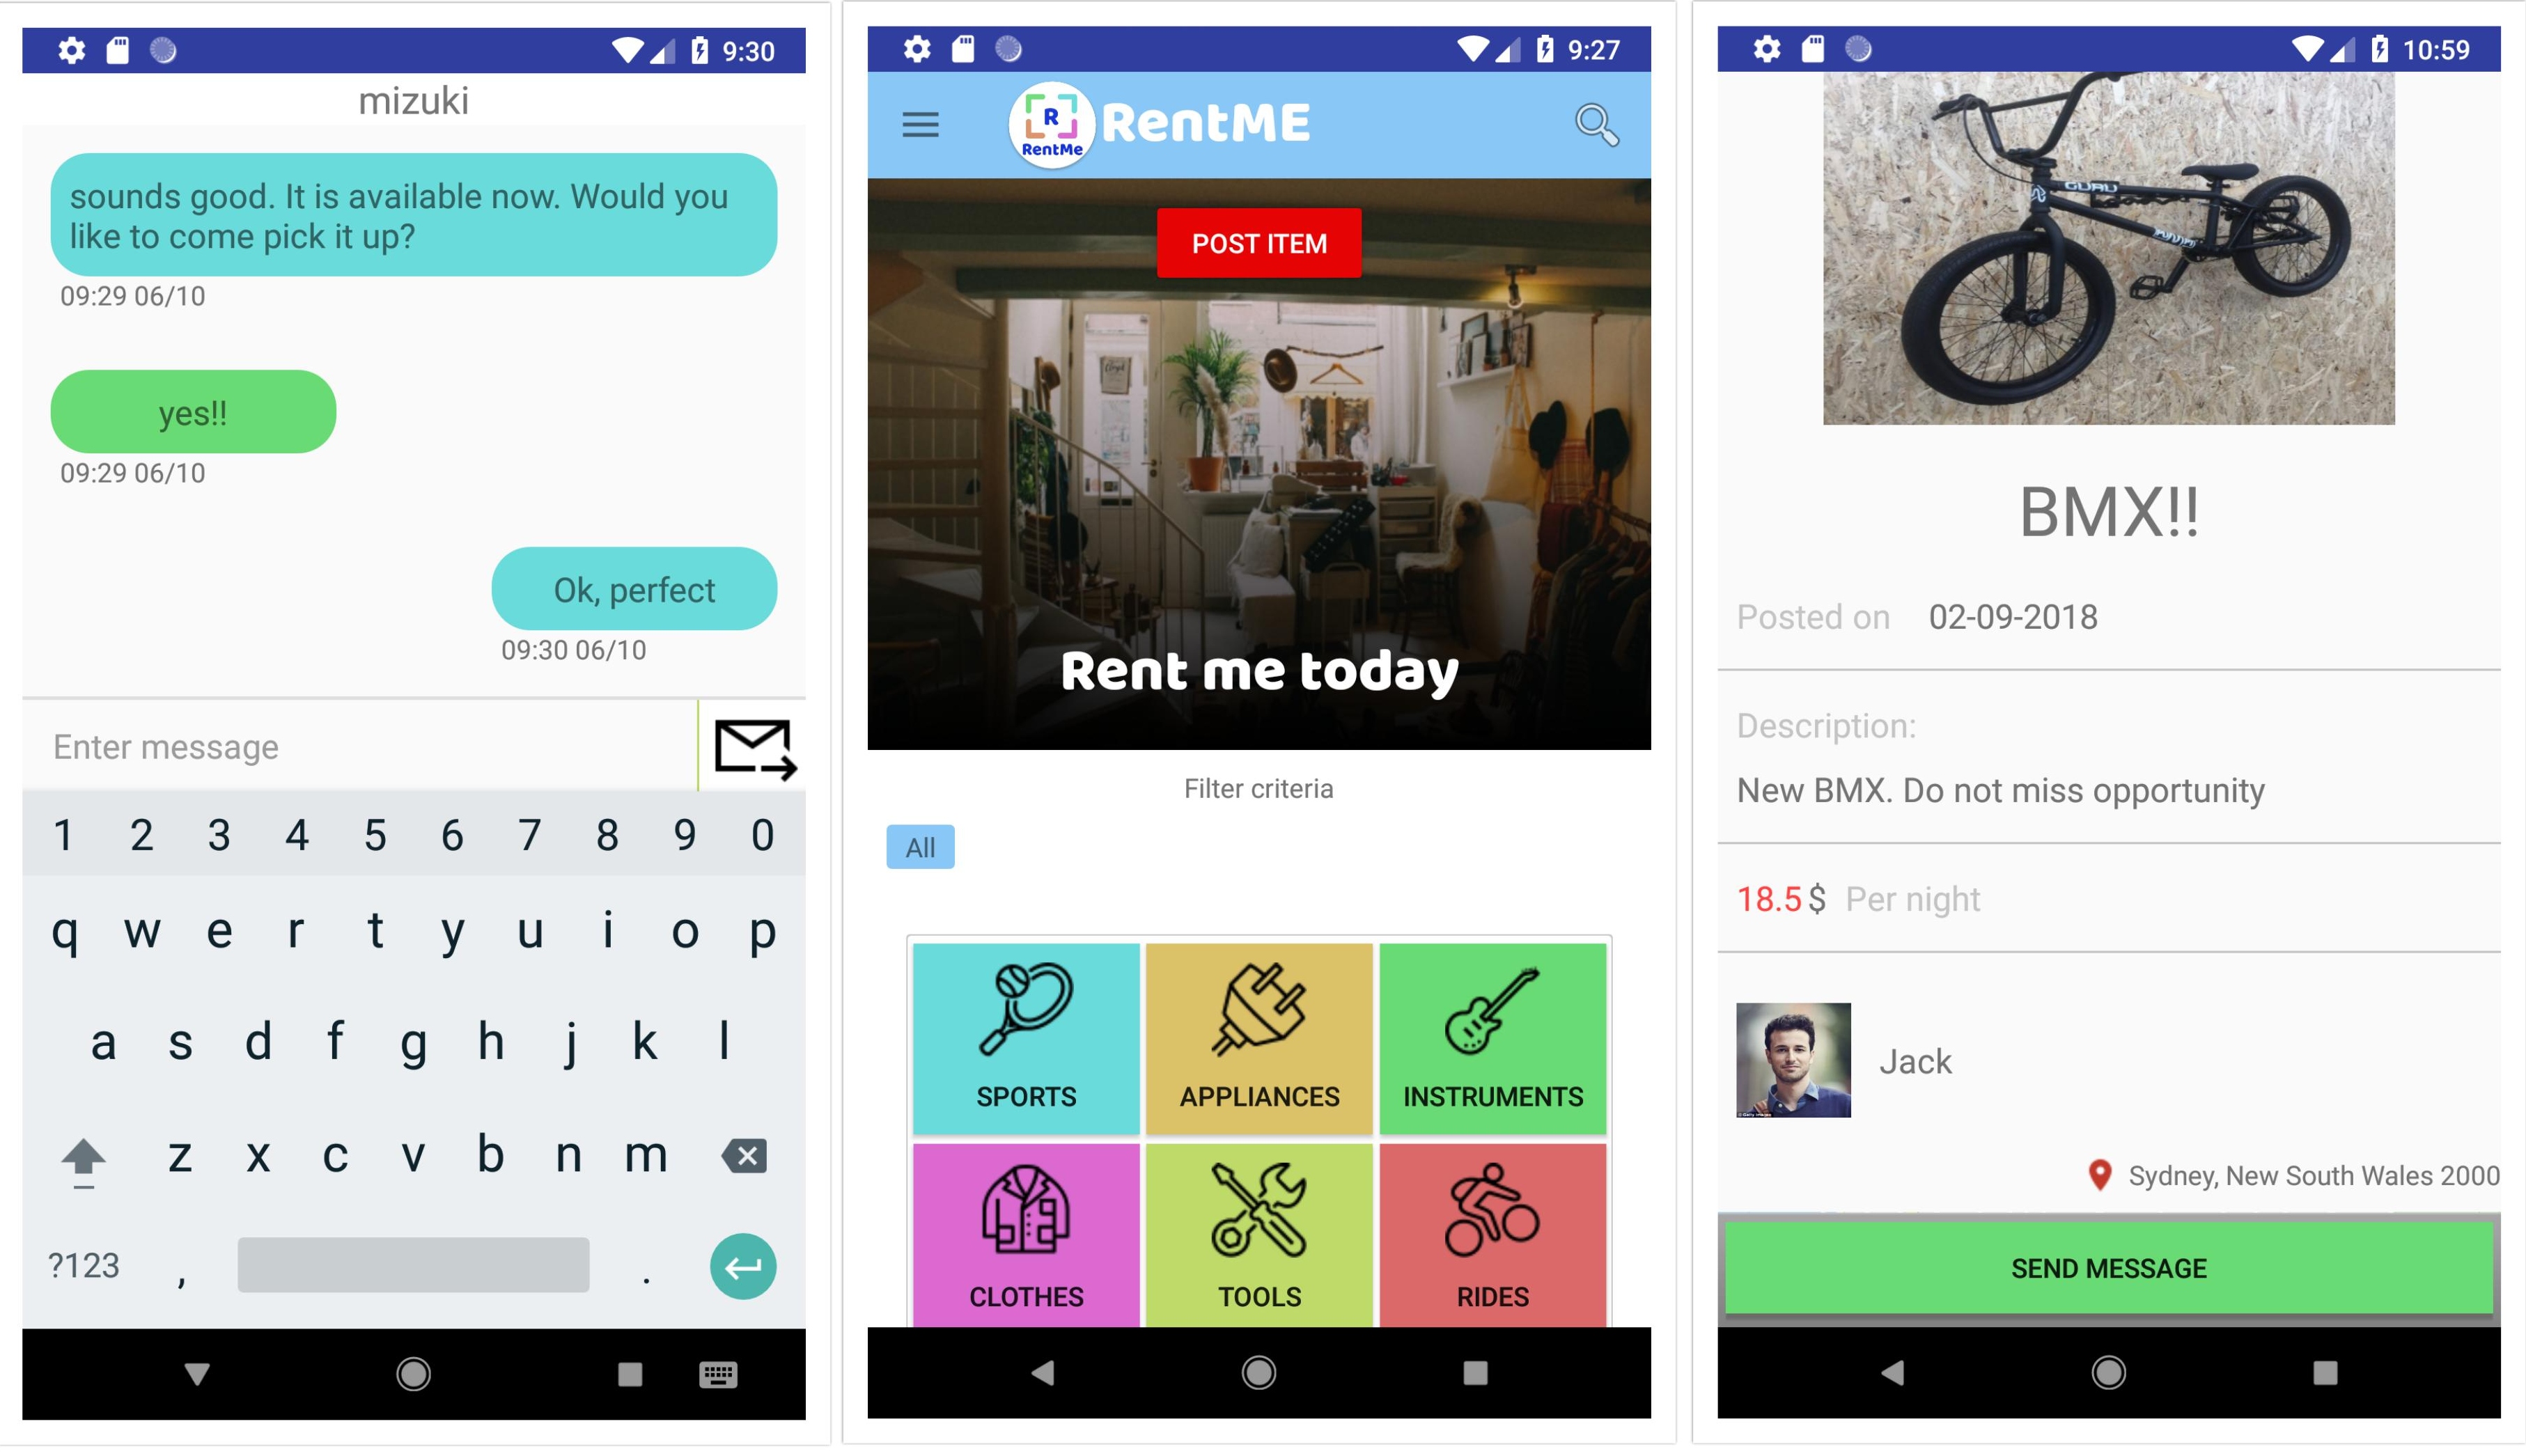 9:30
mizuki
sounds good. It is available now. Would you
like to come pick it up?
09:29 06/10
yes!!
09:29 06/10
Ok, perfect
09:30 06/10
Enter message
1 2 3 4 5 6 7 8 9 0
q w e r t y u i o p
a s d f g h j k l
z x c v b n m
?123 , .
9:27
R
RentMe
RentME
POST ITEM
Rent me today
Filter criteria
All
SPORTS APPLIANCES INSTRUMENTS
CLOTHES TOOLS RIDES
10:59
GURU
BMX!!
Posted on 02-09-2018
Description:
New BMX. Do not miss opportunity
18.5 $ Per night
Jack
Sydney, New South Wales 2000
SEND MESSAGE